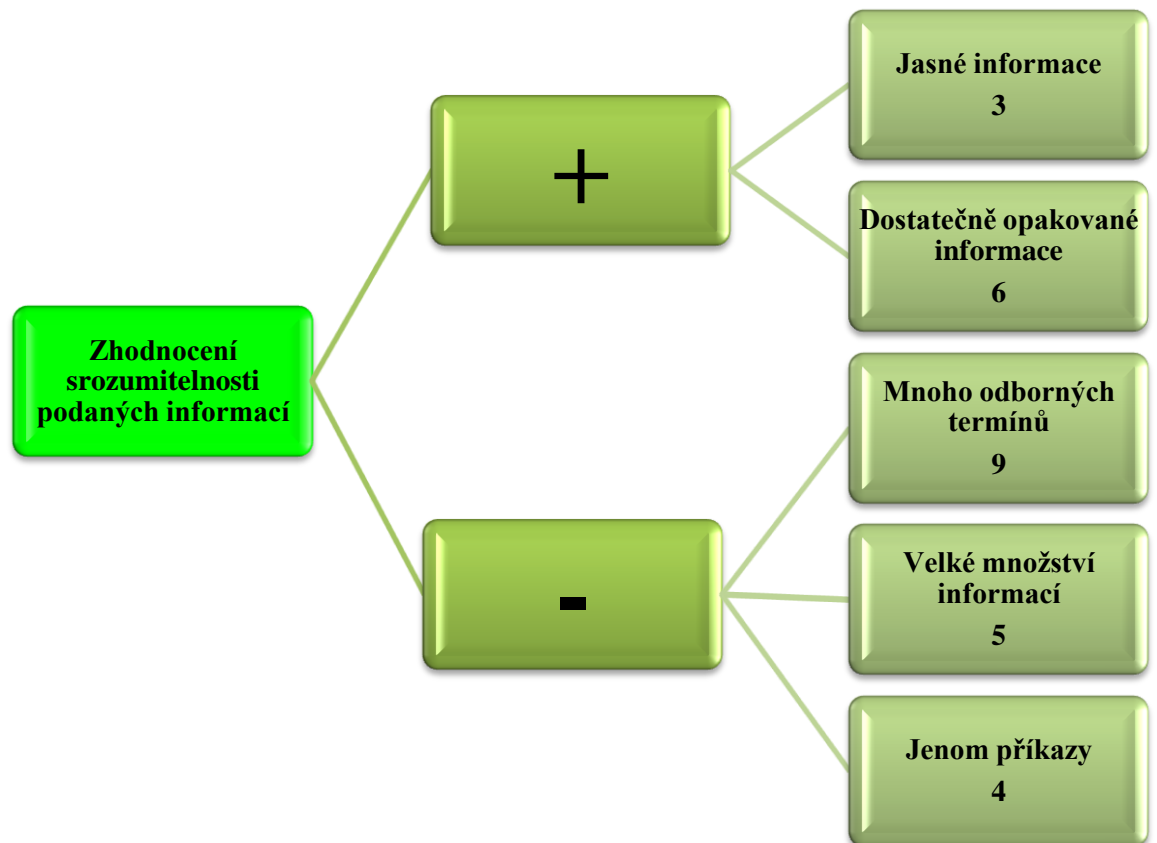 Zhodnocení
srozumitelnosti
podaných informací
+
Jasné informace
3
Dostatečně opakované
informace
6
-
Mnoho odborných
termínů
9
Velké množství
informací
5
Jenom příkazy
4